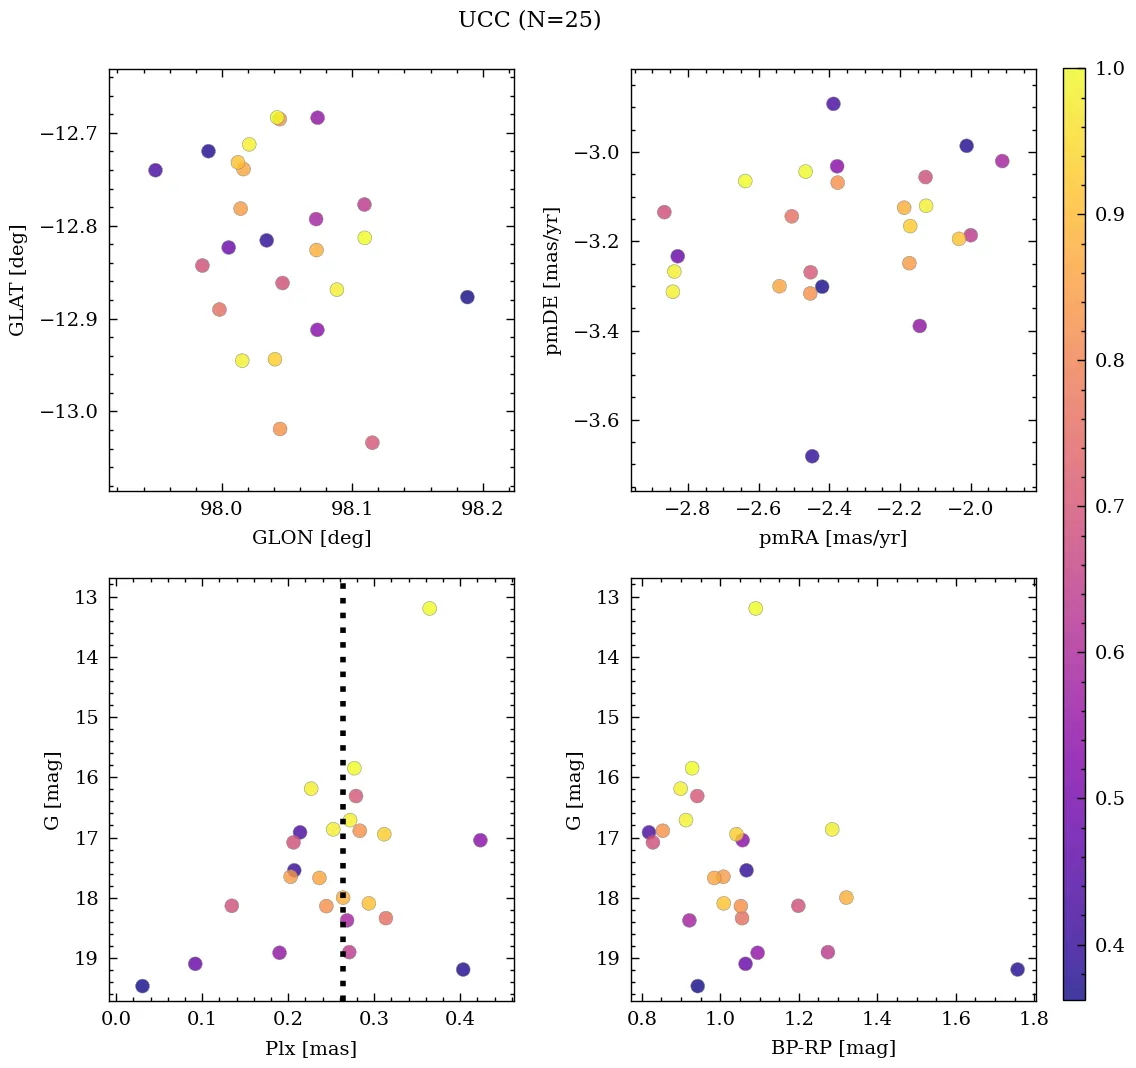 UCC (N=25)
−12.7
−12.8
−12.9
−13.0
GLAT [deg]
98.0 98.1 98.2
GLON [deg]
−3.0
−3.2
−3.4
−3.6
pmDE [mas/yr]
−2.8 −2.6 −2.4 −2.2 −2.0
pmRA [mas/yr]
13
14
15
16
17
18
19
G [mag]
0.0 0.1 0.2 0.3 0.4
Plx [mas]
13
14
15
16
17
18
19
G [mag]
0.8 1.0 1.2 1.4 1.6 1.8
BP-RP [mag]
1.0
0.9
0.8
0.7
0.6
0.5
0.4